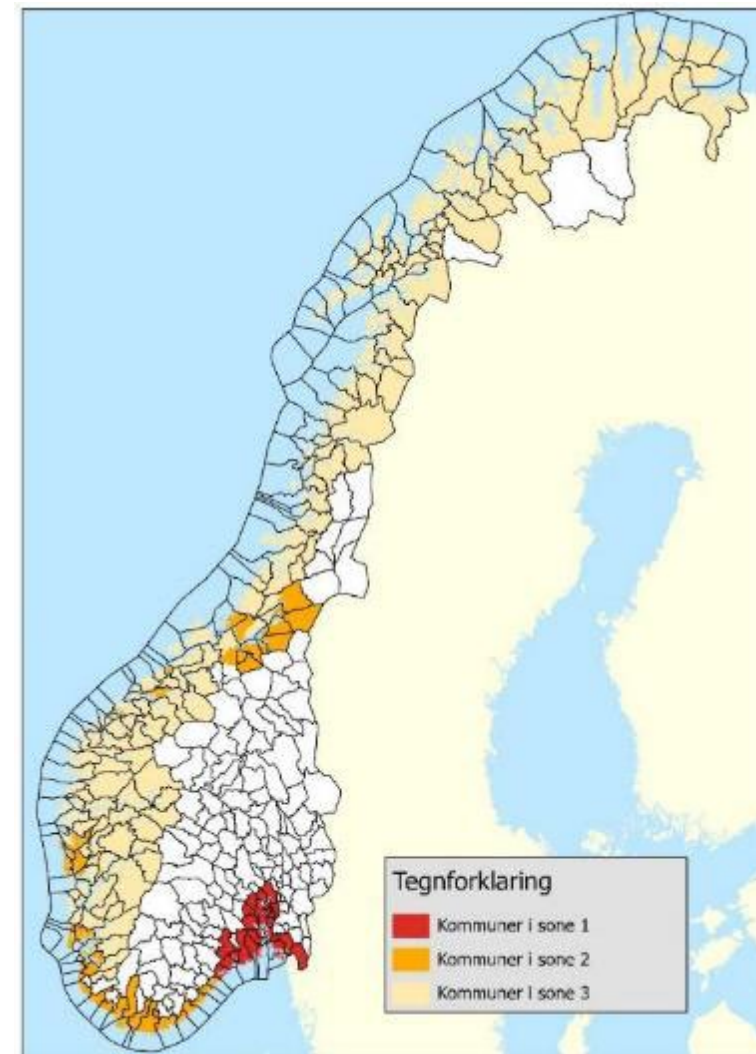 Tegnforklaring
Kommuner i sone 1
Kommuner i sone 2
Kommuner i sone 3